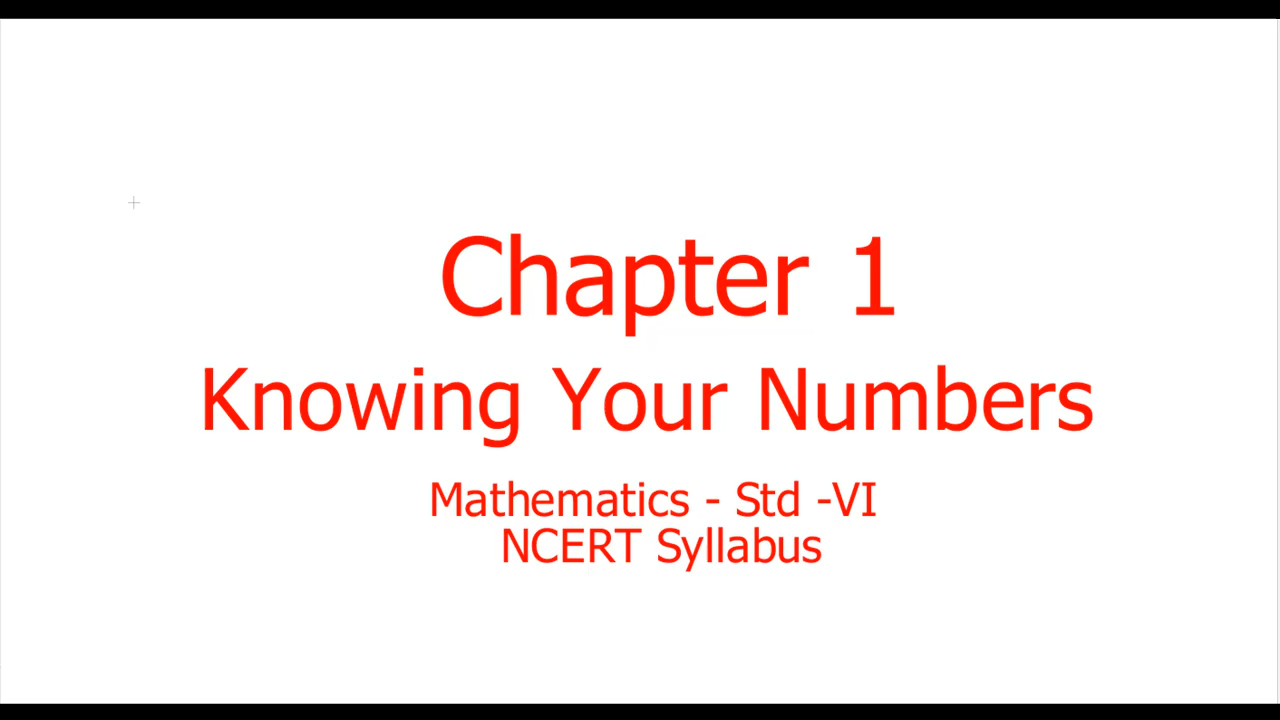 Chapter 1
Knowing Your Numbers
Mathematics - Std -VI
NCERT Syllabus